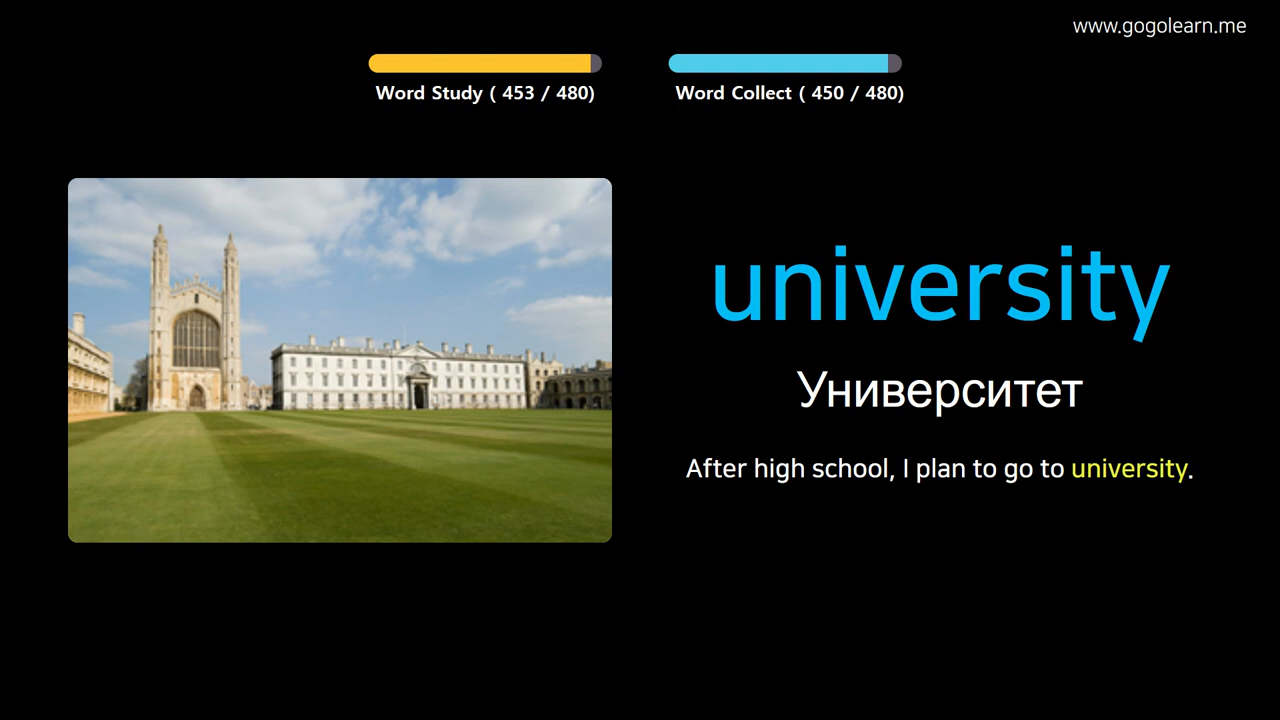 www.gogolearn.me
Word Study ( 453 / 480)
Word Collect ( 450 / 480)
university
Университет
After high school, I plan to go to university.